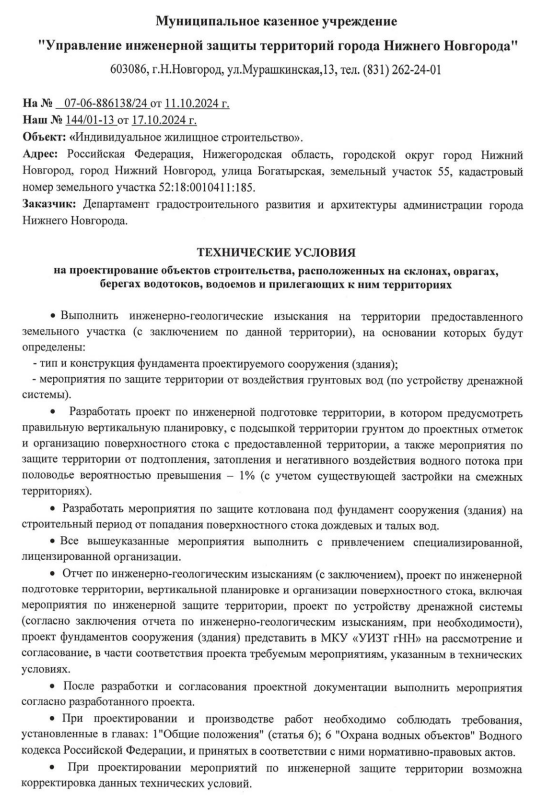 Муниципальное казенное учреждение
"Управление инженерной защиты территорий города Нижнего Новгорода"
603086, г.Н.Новгород, ул.Мурашкинская,13, тел. (831) 262-24-01
На № 07-06-886138/24 от 11.10.2024 г.
Наш № 144/01-13 от 17.10.2024 г.
Объект: «Индивидуальное жилищное строительство».
Адрес: Российская Федерация, Нижегородская область, городской округ город Нижний
Новгород, город Нижний Новгород, улица Богатырская, земельный участок 55, кадастровый
номер земельного участка 52:18:0010411:185.
Заказчик: Департамент градостроительного развития и архитектуры администрации города
Нижнего Новгорода.
ТЕХНИЧЕСКИЕ УСЛОВИЯ
на проектирование объектов строительства, расположенных на склонах, оврагах,
берегах водотоков, водоемов и прилегающих к ним территориях
• Выполнить инженерно-геологические изыскания на территории предоставленного
земельного участка (с заключением по данной территории), на основании которых будут
определены:
- тип и конструкция фундамента проектируемого сооружения (здания);
- мероприятия по защите территории от воздействия грунтовых вод (по устройству дренажной
системы).
• Разработать проект по инженерной подготовке территории, в котором предусмотреть
правильную вертикальную планировку, с подсыпкой территории грунтом до проектных отметок
и организацию поверхностного стока с предоставленной территории, а также мероприятия по
защите территории от подтопления, затопления и негативного воздействия водного потока при
половодье вероятностью превышения – 1% (с учетом существующей застройки на смежных
территориях).
• Разработать мероприятия по защите котлована под фундамент сооружения (здания) на
строительный период от попадания поверхностного стока дождевых и талых вод.
• Все вышеуказанные мероприятия выполнить с привлечением специализированной,
лицензированной организации.
• Отчет по инженерно-геологическим изысканиям (с заключением), проект по инженерной
подготовке территории, вертикальной планировке и организации поверхностного стока, включая
мероприятия по инженерной защите территории, проект по устройству дренажной системы
(согласно заключения отчета по инженерно-геологическим изысканиям, при необходимости),
проект фундаментов сооружения (здания) представить в МКУ «УИЗТ гНН» на рассмотрение и
согласование, в части соответствия проекта требуемым мероприятиям, указанным в технических
условиях.
• После разработки и согласования проектной документации выполнить мероприятия
согласно разработанного проекта.
• При проектировании и производстве работ необходимо соблюдать требования,
установленные в главах: 1"Общие положения" (статья 6); 6 "Охрана водных объектов" Водного
кодекса Российской Федерации, и принятых в соответствии с ними нормативно-правовых актов.
• При проектировании мероприятий по инженерной защите территории возможна
корректировка данных технических условий.